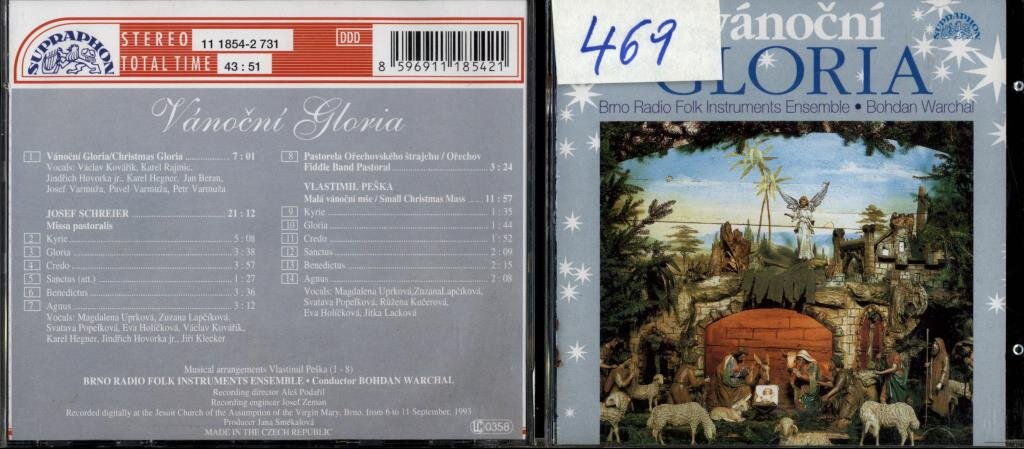 SUPRAPHON
STEREO 11 1854-2 731
TOTAL TIME 43 : 51
DDD
8 596911 185421
Vánoční Gloria
1 Vánoční Gloria/Christmas Gloria 7 : 01
Vocals: Václav Kovářík, Karel Rajmic,
Jindřich Hovorka jr., Karel Hegner, Jan Beran,
Josef Varmuža, Pavel Varmuža, Petr Varmuža
JOSEF SCHREIER 21 : 12
Missa pastoralis
2 Kyrie 5 : 08
3 Gloria 3 : 38
4 Credo 3 : 57
5 Sanctus (att.) 1 : 27
6 Benedictus 3 : 36
7 Agnus 3 : 12
Vocals: Magdalena Uprková, Zuzana Lapčíková,
Svatava Popelková, Eva Holíčková, Václav Kovářík,
Karel Hegner, Jindřich Hovorka jr., Jiří Klecker
8 Pastorela Ořechovského štrajchu / Ořechov
Fiddle Band Pastoral 3 : 24
VLASTIMIL PEŠKA
Malá vánoční mše / Small Christmas Mass 11 : 57
9 Kyrie 1 : 35
10 Gloria 1 : 44
11 Credo 1 : 52
12 Sanctus 2 : 09
13 Benedictus 2 : 15
14 Agnus 2 : 08
Vocals: Magdalena Uprková,ZuzanaLapčíková,
Svatava Popelková, Růžena Kučerová,
Eva Holíčková, Jitka Lacková
Musical arrangements Vlastimil Peška (1 - 8)
BRNO RADIO FOLK INSTRUMENTS ENSEMBLE • Conductor BOHDAN WARCHAL
Recording director Aleš Podařil
Recording engineer Josef Zeman
Recorded digitally at the Jesuit Church of the Assumption of the Virgin Mary, Brno, from 6 to 11 September, 1993
Producer Jana Smékalová
MADE IN THE CZECH REPUBLIC
LC 0358
469
vánoční
SUPRAPHON
GLORIA
Brno Radio Folk Instruments Ensemble • Bohdan Warchal